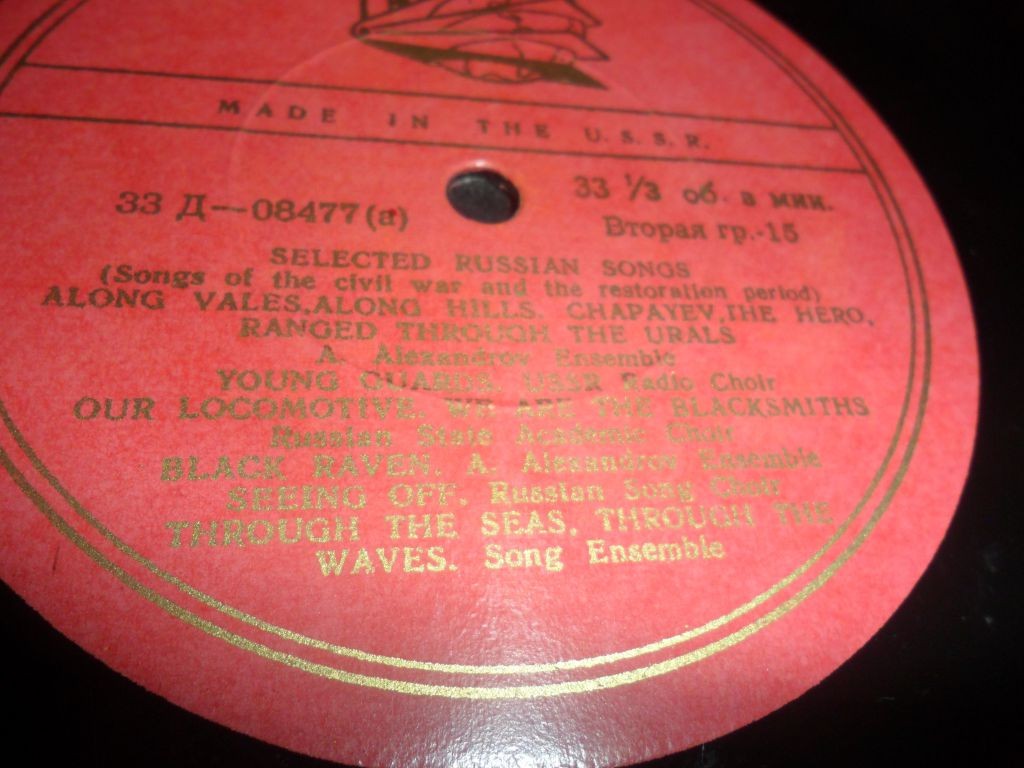 MADE IN THE U.S.S.R.
33 Д—08477(a)
33 ⅓ об. в мин.
Вторая гр.-15
SELECTED RUSSIAN SONGS
(Songs of the civil war and the restoration period)
ALONG VALES, ALONG HILLS. CHAPAYEV, THE HERO,
RANGED THROUGH THE URALS
A. Alexandrov Ensemble
YOUNG GUARDS. USSR Radio Choir
OUR LOCOMOTIVE. WE ARE THE BLACKSMITHS
Russian State Academic Choir
BLACK RAVEN. A. Alexandrov Ensemble
SEEING OFF. Russian Song Choir
THROUGH THE SEAS, THROUGH THE
WAVES. Song Ensemble